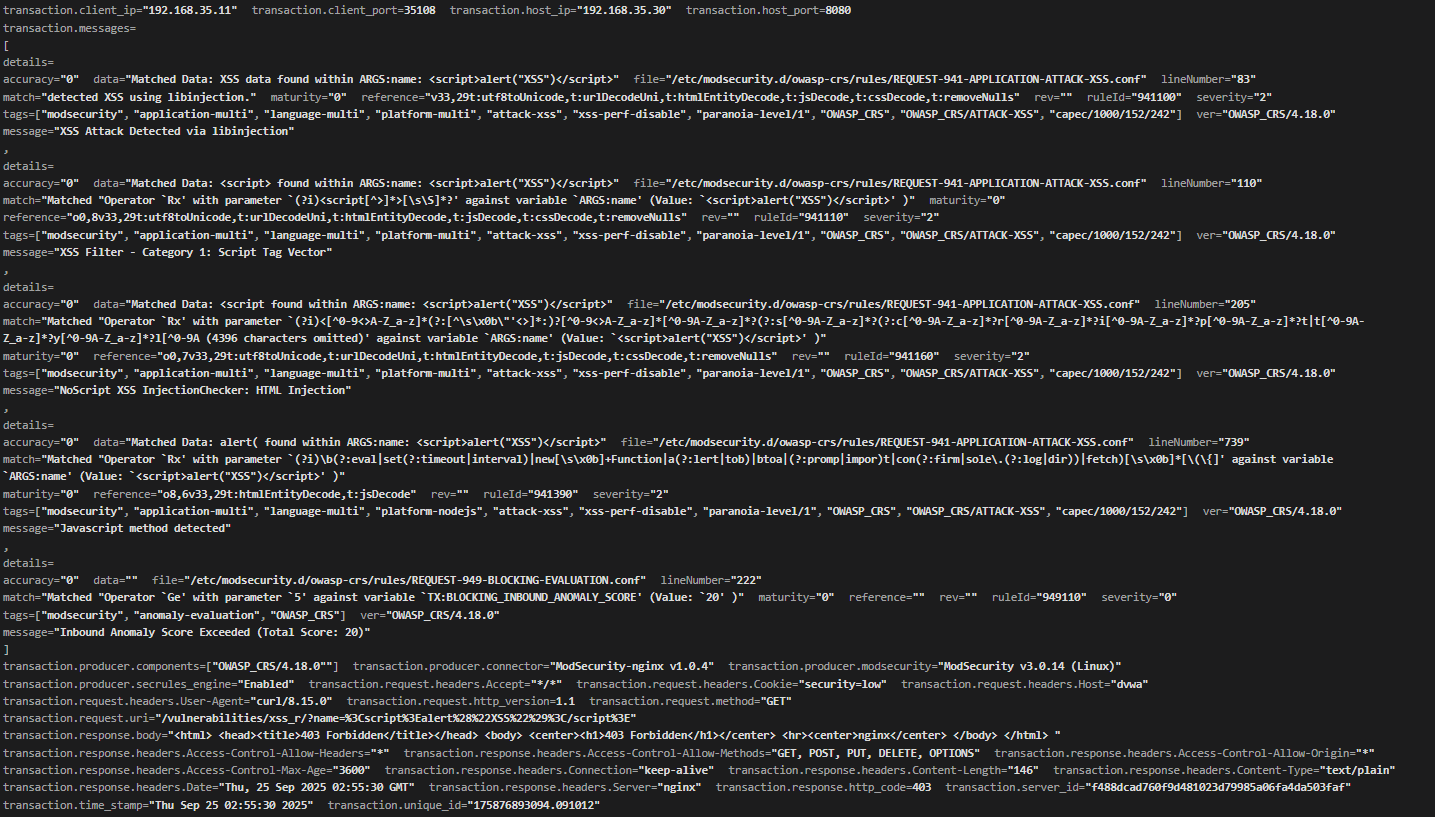 transaction.client_ip="192.168.35.11" transaction.client_port=35108 transaction.host_ip="192.168.35.30" transaction.host_port=8080
transaction.messages=
[
details=
accuracy="0" data="Matched Data: XSS data found within ARGS:name: <script>alert("XSS")</script>" file="/etc/modsecurity.d/owasp-crs/rules/REQUEST-941-APPLICATION-ATTACK-XSS.conf" lineNumber="83"
match="detected XSS using libinjection." maturity="0" reference="v33,29t:utf8toUnicode,t:urlDecodeUni,t:htmlEntityDecode,t:jsDecode,t:cssDecode,t:removeNulls" rev="" ruleId="941100" severity="2"
tags=["modsecurity", "application-multi", "language-multi", "platform-multi", "attack-xss", "xss-perf-disable", "paranoia-level/1", "OWASP_CRS", "OWASP_CRS/ATTACK-XSS", "capec/1000/152/242"] ver="OWASP_CRS/4.18.0"
message="XSS Attack Detected via libinjection"
,
details=
accuracy="0" data="Matched Data: <script> found within ARGS:name: <script>alert("XSS")</script>" file="/etc/modsecurity.d/owasp-crs/rules/REQUEST-941-APPLICATION-ATTACK-XSS.conf" lineNumber="110"
match="Matched "Operator `Rx' with parameter `(?i)<script[^>]*>[\s\S]*?' against variable `ARGS:name' (Value: `<script>alert("XSS")</script>' )" maturity="0"
reference="o0,8v33,29t:utf8toUnicode,t:urlDecodeUni,t:htmlEntityDecode,t:jsDecode,t:cssDecode,t:removeNulls" rev="" ruleId="941110" severity="2"
tags=["modsecurity", "application-multi", "language-multi", "platform-multi", "attack-xss", "xss-perf-disable", "paranoia-level/1", "OWASP_CRS", "OWASP_CRS/ATTACK-XSS", "capec/1000/152/242"] ver="OWASP_CRS/4.18.0"
message="XSS Filter - Category 1: Script Tag Vector"
,
details=
accuracy="0" data="Matched Data: <script found within ARGS:name: <script>alert("XSS")</script>" file="/etc/modsecurity.d/owasp-crs/rules/REQUEST-941-APPLICATION-ATTACK-XSS.conf" lineNumber="205"
match="Matched "Operator `Rx' with parameter `(?i)<[^0-9<>A-Z_a-z]*(?:[^\s\x0b\"'<>]*:)?[^0-9<>A-Z_a-z]*[^0-9A-Z_a-z]*?(?:s[^0-9A-Z_a-z]*?(?:c[^0-9A-Z_a-z]*?r[^0-9A-Z_a-z]*?i[^0-9A-Z_a-z]*?p[^0-9A-Z_a-z]*?t|t[^0-9A-
Z_a-z]*?y[^0-9A-Z_a-z]*?l[^0-9A (4396 characters omitted)' against variable `ARGS:name' (Value: `<script>alert("XSS")</script>' )"
maturity="0" reference="o0,7v33,29t:utf8toUnicode,t:urlDecodeUni,t:htmlEntityDecode,t:jsDecode,t:cssDecode,t:removeNulls" rev="" ruleId="941160" severity="2"
tags=["modsecurity", "application-multi", "language-multi", "platform-multi", "attack-xss", "xss-perf-disable", "paranoia-level/1", "OWASP_CRS", "OWASP_CRS/ATTACK-XSS", "capec/1000/152/242"] ver="OWASP_CRS/4.18.0"
message="NoScript XSS InjectionChecker: HTML Injection"
,
details=
accuracy="0" data="Matched Data: alert( found within ARGS:name: <script>alert("XSS")</script>" file="/etc/modsecurity.d/owasp-crs/rules/REQUEST-941-APPLICATION-ATTACK-XSS.conf" lineNumber="739"
match="Matched "Operator `Rx' with parameter `(?i)\b(?:eval|set(?:timeout|interval)|new[\s\x0b]+Function|a(?:lert|tob)|btoa|(?:promp|impor)t|con(?:firm|sole\.(?:log|dir))|fetch)[\s\x0b]*[\(\{]' against variable
`ARGS:name' (Value: `<script>alert("XSS")</script>' )"
maturity="0" reference="o8,6v33,29t:htmlEntityDecode,t:jsDecode" rev="" ruleId="941390" severity="2"
tags=["modsecurity", "application-multi", "language-multi", "platform-nodejs", "attack-xss", "xss-perf-disable", "paranoia-level/1", "OWASP_CRS", "OWASP_CRS/ATTACK-XSS", "capec/1000/152/242"] ver="OWASP_CRS/4.18.0"
message="Javascript method detected"
,
details=
accuracy="0" data="" file="/etc/modsecurity.d/owasp-crs/rules/REQUEST-949-BLOCKING-EVALUATION.conf" lineNumber="222"
match="Matched "Operator `Ge' with parameter `5' against variable `TX:BLOCKING_INBOUND_ANOMALY_SCORE' (Value: `20' )" maturity="0" reference="" rev="" ruleId="949110" severity="0"
tags=["modsecurity", "anomaly-evaluation", "OWASP_CRS"] ver="OWASP_CRS/4.18.0"
message="Inbound Anomaly Score Exceeded (Total Score: 20)"
]
transaction.producer.components=["OWASP_CRS/4.18.0""] transaction.producer.connector="ModSecurity-nginx v1.0.4" transaction.producer.modsecurity="ModSecurity v3.0.14 (Linux)"
transaction.producer.secrules_engine="Enabled" transaction.request.headers.Accept="*/*" transaction.request.headers.Cookie="security=low" transaction.request.headers.Host="dvwa"
transaction.request.headers.User-Agent="curl/8.15.0" transaction.request.http_version=1.1 transaction.request.method="GET"
transaction.request.uri="/vulnerabilities/xss_r/?name=%3Cscript%3Ealert%28%22XSS%22%29%3C/script%3E"
transaction.response.body="<html> <head><title>403 Forbidden</title></head> <body> <center><h1>403 Forbidden</h1></center> <hr><center>nginx</center> </body> </html> "
transaction.response.headers.Access-Control-Allow-Headers="*" transaction.response.headers.Access-Control-Allow-Methods="GET, POST, PUT, DELETE, OPTIONS" transaction.response.headers.Access-Control-Allow-Origin="*"
transaction.response.headers.Access-Control-Max-Age="3600" transaction.response.headers.Connection="keep-alive" transaction.response.headers.Content-Length="146" transaction.response.headers.Content-Type="text/plain"
transaction.response.headers.Date="Thu, 25 Sep 2025 02:55:30 GMT" transaction.response.headers.Server="nginx" transaction.response.http_code=403 transaction.server_id="f488dcad760f9d481023d79985a06fa4da503faf"
transaction.time_stamp="Thu Sep 25 02:55:30 2025" transaction.unique_id="175876893094.091012"